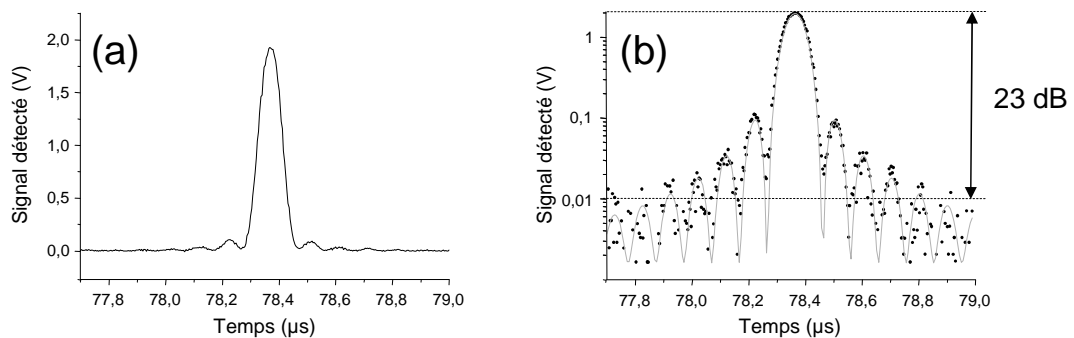 (a)
Signal détecté (V)
2,0
1,5
1,0
0,5
0,0
77,8 78,0 78,2 78,4 78,6 78,8 79,0
Temps (µs)
(b)
Signal détecté (V)
1
0,1
0,01
77,8 78,0 78,2 78,4 78,6 78,8 79,0
Temps (µs)
23 dB